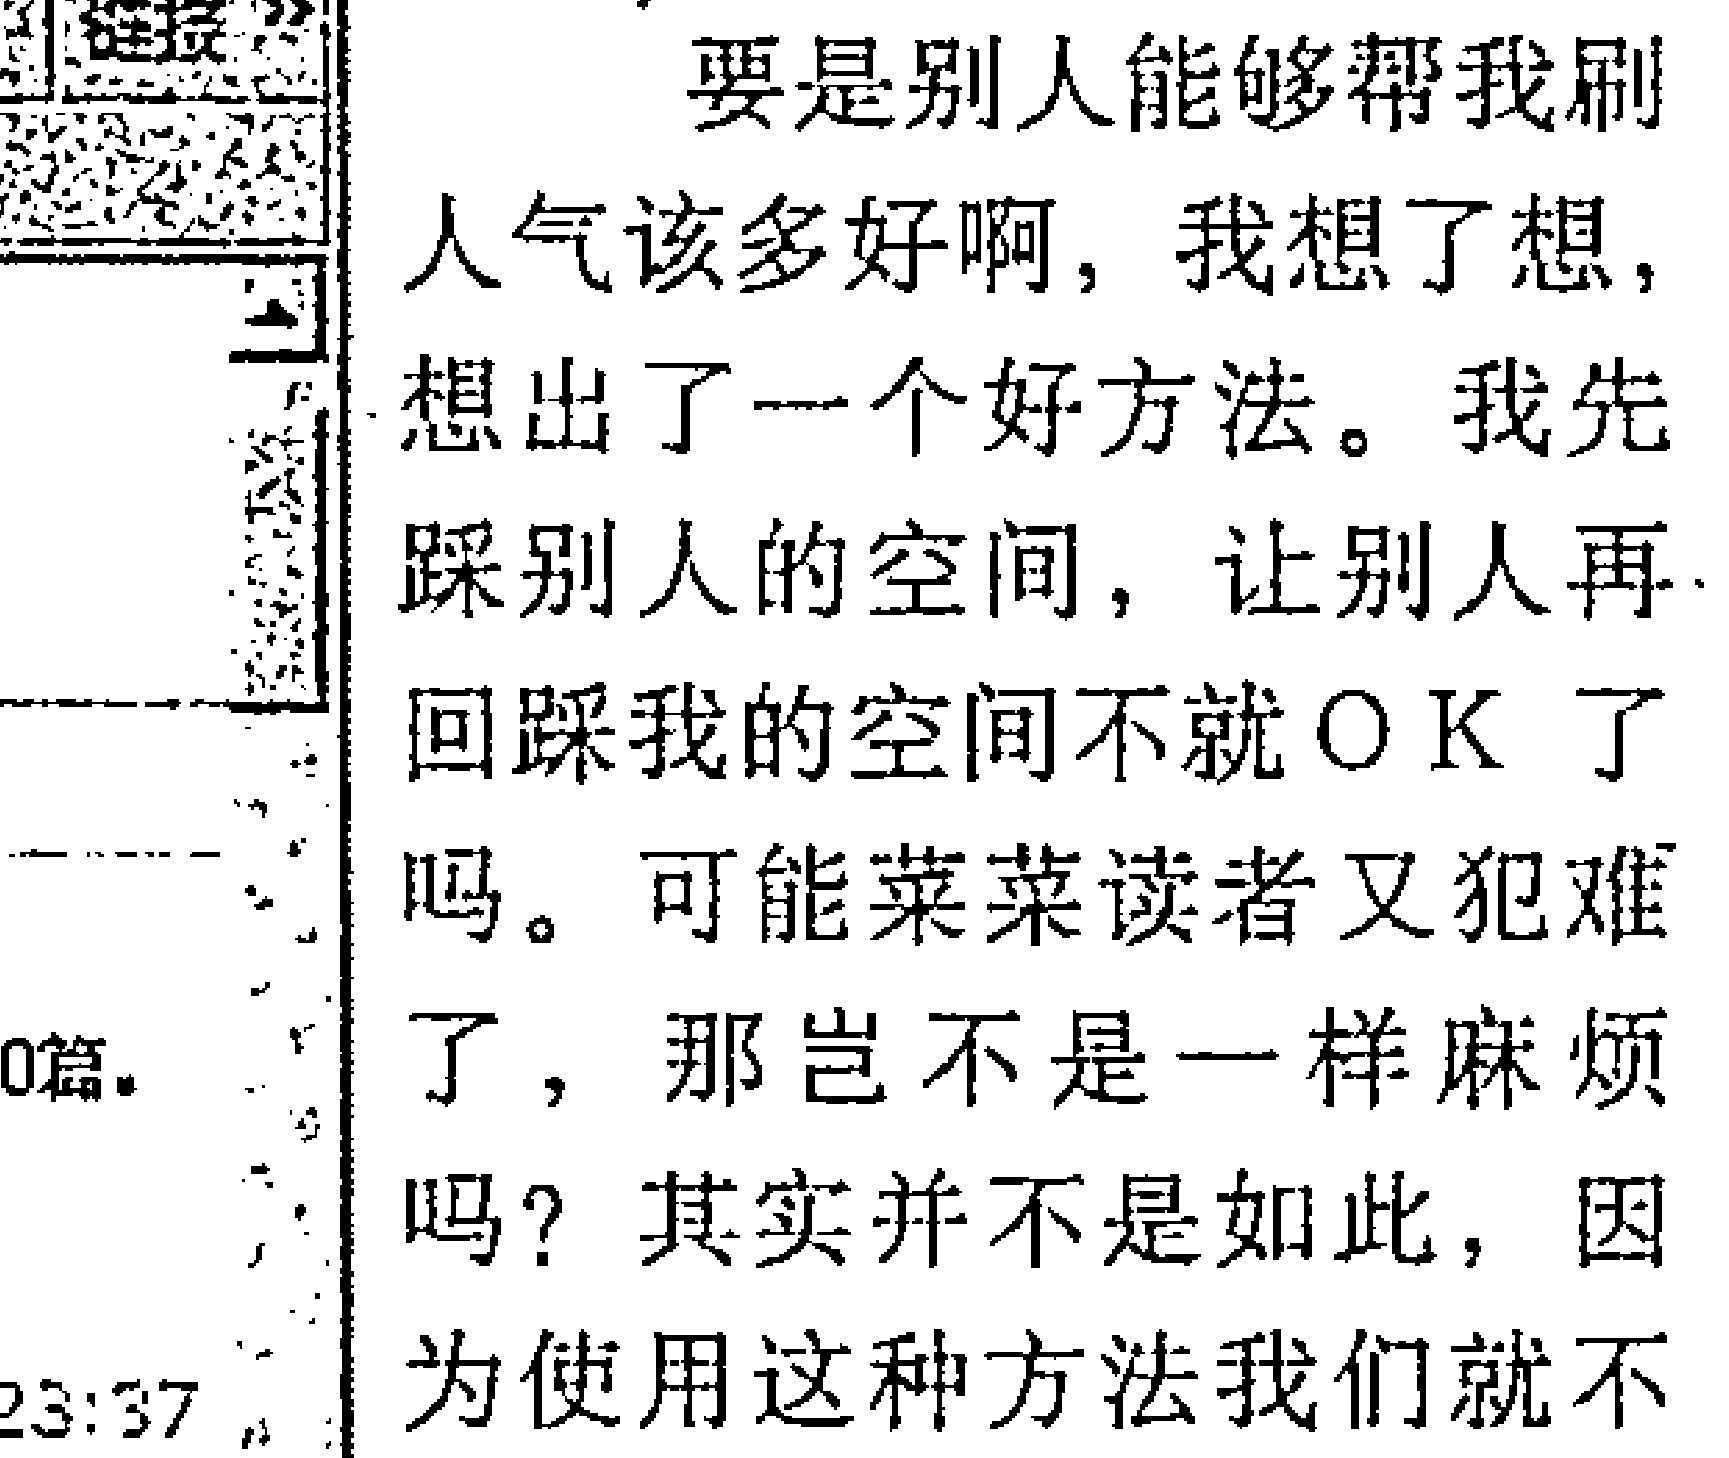 链接 »
要是别人能够帮我刷
人气该多好啊，我想了想，
想出了一个好方法。我先
踩别人的空间，让别人再
回踩我的空间不就OK了
吗。可能菜菜读者又犯难
了，那岂不是一样麻烦
吗？其实并不是如此，因
为使用这种方法我们就不
0篇.
23:37